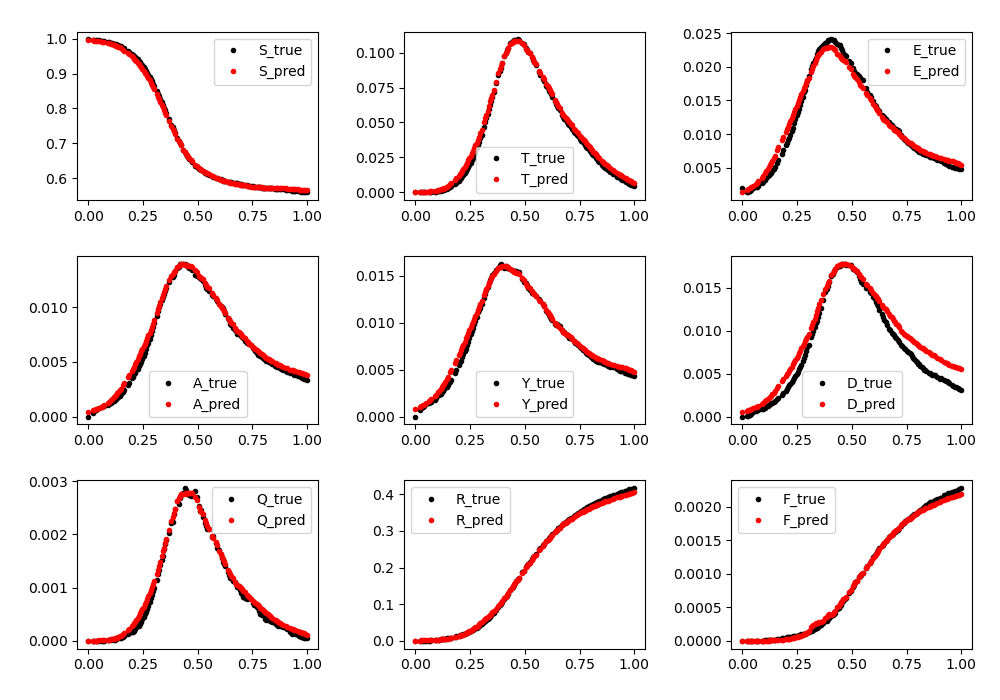 1.0
0.9
0.8
0.7
0.6
0.00 0.25 0.50 0.75 1.00
S_true
S_pred
0.100
0.075
0.050
0.025
0.000
0.00 0.25 0.50 0.75 1.00
T_true
T_pred
0.025
0.020
0.015
0.010
0.005
0.00 0.25 0.50 0.75 1.00
E_true
E_pred
0.010
0.005
0.000
0.00 0.25 0.50 0.75 1.00
A_true
A_pred
0.015
0.010
0.005
0.000
0.00 0.25 0.50 0.75 1.00
Y_true
Y_pred
0.015
0.010
0.005
0.000
0.00 0.25 0.50 0.75 1.00
D_true
D_pred
0.003
0.002
0.001
0.000
0.00 0.25 0.50 0.75 1.00
Q_true
Q_pred
0.4
0.3
0.2
0.1
0.0
0.00 0.25 0.50 0.75 1.00
R_true
R_pred
0.0020
0.0015
0.0010
0.0005
0.0000
0.00 0.25 0.50 0.75 1.00
F_true
F_pred